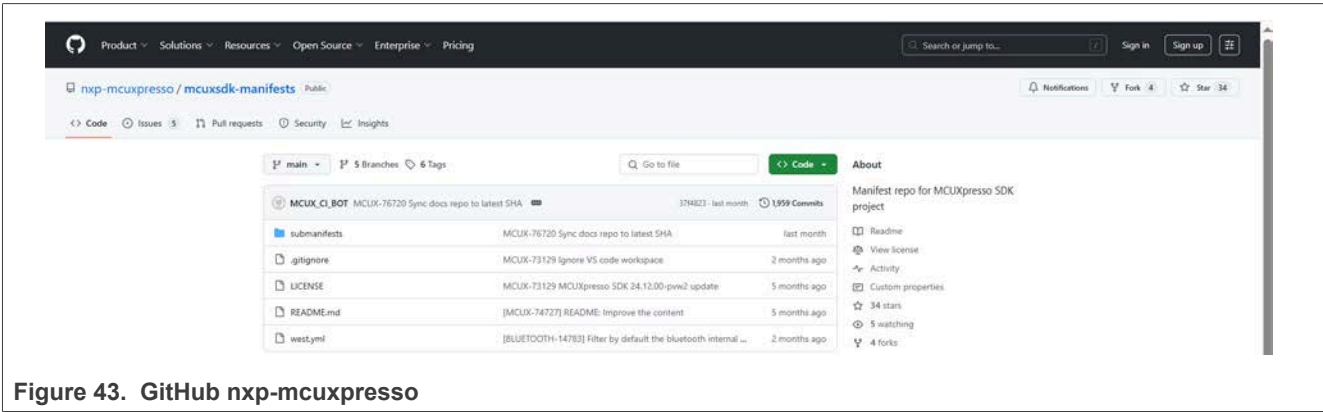 Product Solutions Resources Open Source Enterprise Pricing Search or jump to... / Sign in Sign up
nxp-mcuxpresso / mcuxsdk-manifests Public Notifications Fork 4 Star 34
<> Code Issues 5 Pull requests Security Insights
main 5 Branches 6 Tags Go to file <> Code About
Manifest repo for MCUXpresso SDK
project
MCUX_CI_BOT MCUX-76720 Sync docs repo to latest SHA last month 1,959 Commits
submanifests MCUX-76720 Sync docs repo to latest SHA last month
.gitignore MCUX-73129 Ignore VS code workspace 2 months ago
LICENSE MCUX-73129 MCUXpresso SDK 24.12.00-pvw2 update 5 months ago
README.md [MCUX-74727] README: Improve the content 5 months ago
west.yml [BLUETOOTH-14783] Filter by default the bluetooth internal ... 2 months ago
Readme
View license
Activity
Custom properties
34 stars
5 watching
4 forks
Figure 43. GitHub nxp-mcuxpresso